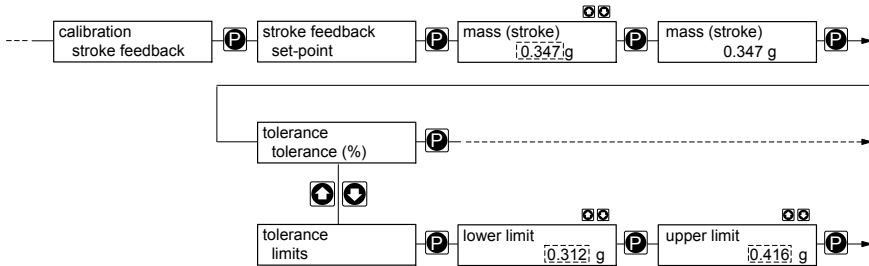 calibration
stroke feedback
P
stroke feedback
set-point
P
mass (stroke)
0.347 g
P
mass (stroke)
0.347 g
P
tolerance
tolerance (%)
P
tolerance
limits
P
lower limit
0.312 g
P
upper limit
0.416 g
P